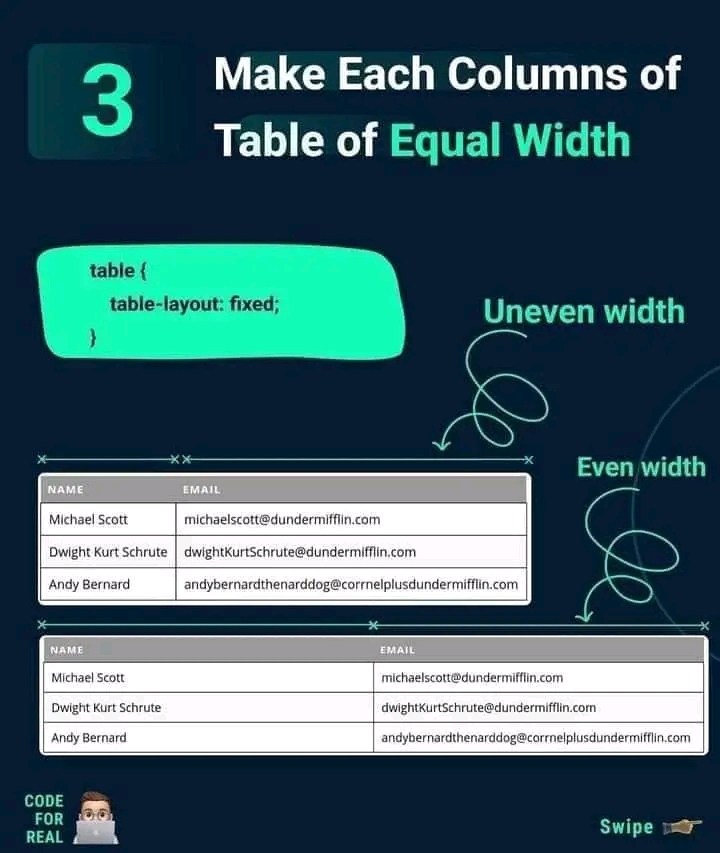 3
Make Each Columns of
Table of Equal Width
table {
table-layout: fixed;
}
Uneven width
Even width
NAME EMAIL
Michael Scott michaelscott@dundermifflin.com
Dwight Kurt Schrute dwightKurtSchrute@dundermifflin.com
Andy Bernard andybernardthenarddog@corrnelplusdundermifflin.com
NAME EMAIL
Michael Scott michaelscott@dundermifflin.com
Dwight Kurt Schrute dwightKurtSchrute@dundermifflin.com
Andy Bernard andybernardthenarddog@corrnelplusdundermifflin.com
CODE
FOR
REAL
Swipe